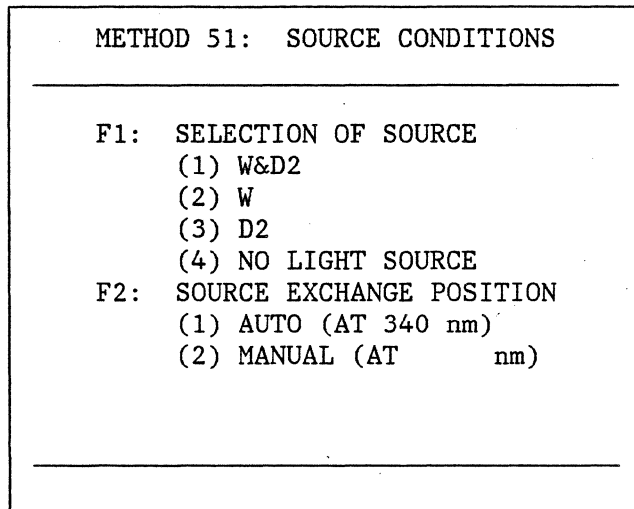 METHOD 51: SOURCE CONDITIONS
F1: SELECTION OF SOURCE
(1) W&D2
(2) W
(3) D2
(4) NO LIGHT SOURCE
F2: SOURCE EXCHANGE POSITION
(1) AUTO (AT 340 nm)
(2) MANUAL (AT nm)